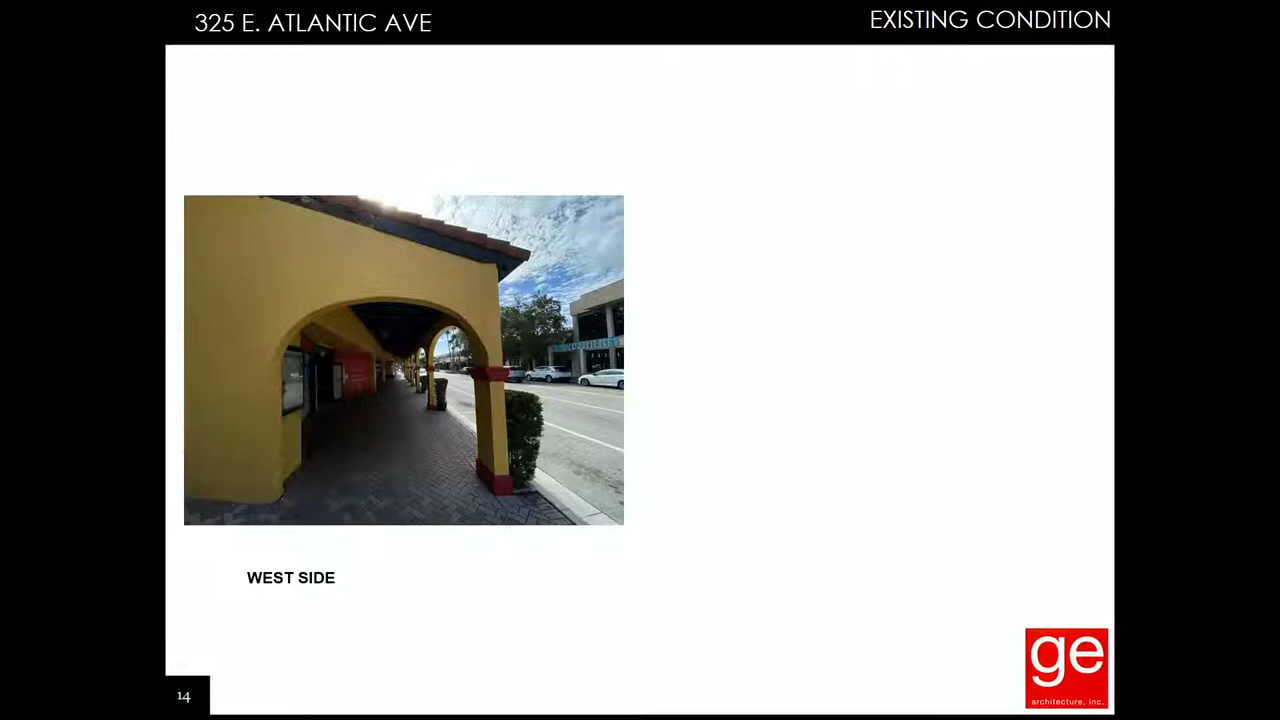 325 E. ATLANTIC AVE
EXISTING CONDITION
WEST SIDE
14
ge
architecture, inc.